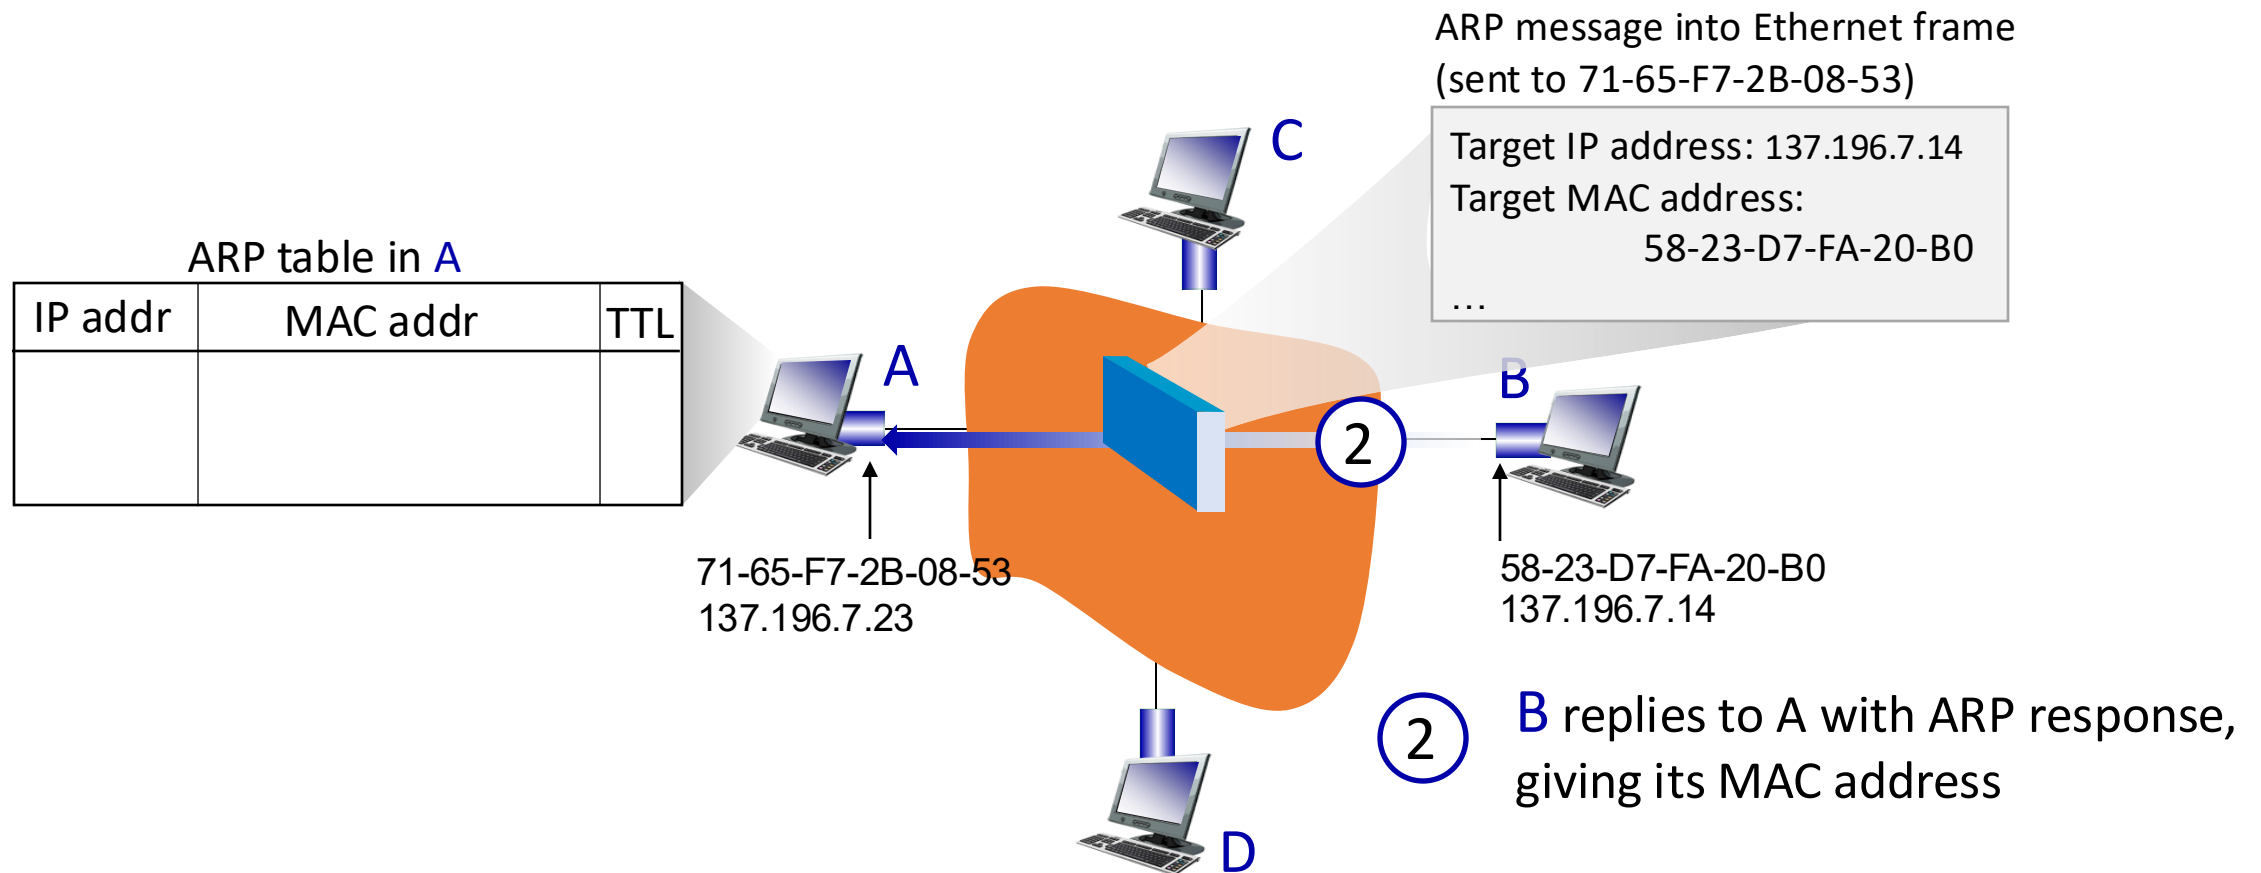 ARP message into Ethernet frame
(sent to 71-65-F7-2B-08-53)
Target IP address: 137.196.7.14
Target MAC address:
58-23-D7-FA-20-B0
...
C
ARP table in A
IP addr MAC addr TTL
A
B
2
71-65-F7-2B-08-53
137.196.7.23
58-23-D7-FA-20-B0
137.196.7.14
2
B replies to A with ARP response,
giving its MAC address
D